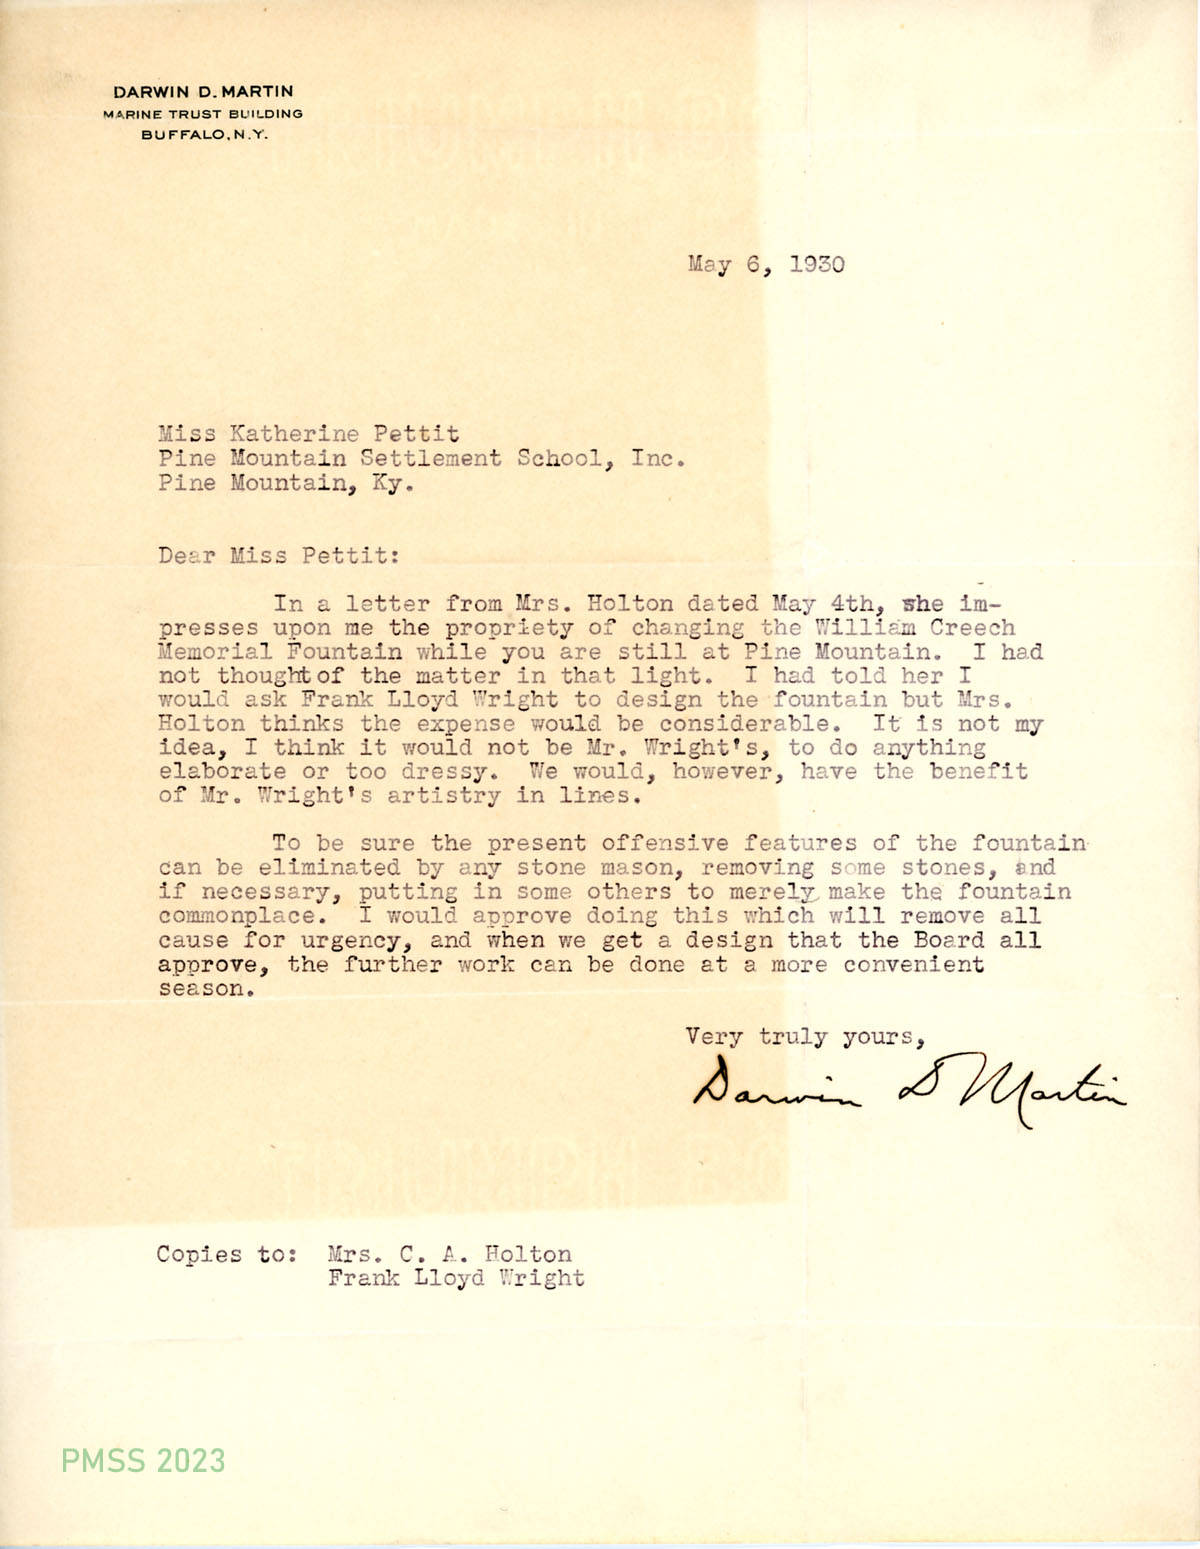 DARWIN D. MARTIN
MARINE TRUST BUILDING
BUFFALO, N.Y.
May 6, 1930
Miss Katherine Pettit
Pine Mountain Settlement School, Inc.
Pine Mountain, Ky.
Dear Miss Pettit:
In a letter from Mrs. Holton dated May 4th, she im-
presses upon me the propriety of changing the William Creech
Memorial Fountain while you are still at Pine Mountain. I had
not thought of the matter in that light. I had told her I
would ask Frank Lloyd Wright to design the fountain but Mrs.
Holton thinks the expense would be considerable. It is not my
idea, I think it would not be Mr. Wright's, to do anything
elaborate or too dressy. We would, however, have the benefit
of Mr. Wright's artistry in lines.
To be sure the present offensive features of the fountain
can be eliminated by any stone mason, removing some stones, and
if necessary, putting in some others to merely make the fountain
commonplace. I would approve doing this which will remove all
cause for urgency, and when we get a design that the Board all
approve, the further work can be done at a more convenient
season.
Very truly yours,
Darwin D Martin
Copies to: Mrs. C. A. Holton
Frank Lloyd Wright
PMSS 2023